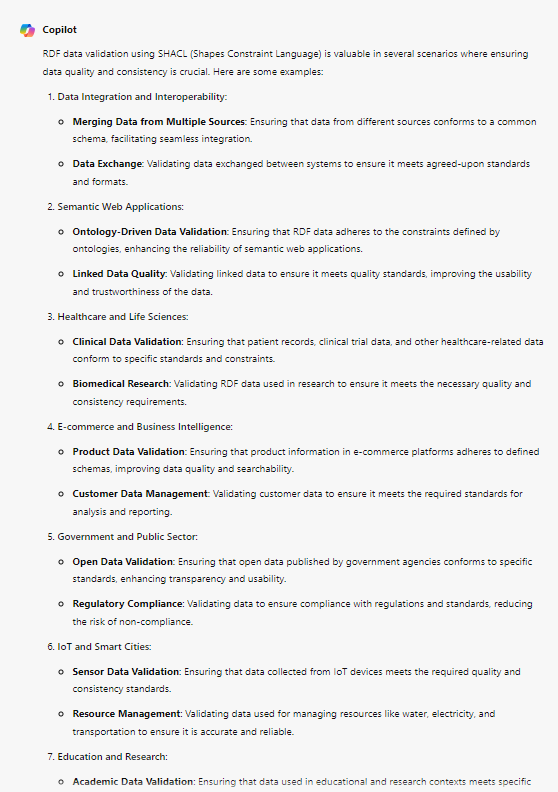 Copilot
RDF data validation using SHACL (Shapes Constraint Language) is valuable in several scenarios where ensuring
data quality and consistency is crucial. Here are some examples:
1. Data Integration and Interoperability:
Merging Data from Multiple Sources: Ensuring that data from different sources conforms to a common
schema, facilitating seamless integration.
Data Exchange: Validating data exchanged between systems to ensure it meets agreed-upon standards
and formats.
2. Semantic Web Applications:
Ontology-Driven Data Validation: Ensuring that RDF data adheres to the constraints defined by
ontologies, enhancing the reliability of semantic web applications.
Linked Data Quality: Validating linked data to ensure it meets quality standards, improving the usability
and trustworthiness of the data.
3. Healthcare and Life Sciences:
Clinical Data Validation: Ensuring that patient records, clinical trial data, and other healthcare-related data
conform to specific standards and constraints.
Biomedical Research: Validating RDF data used in research to ensure it meets the necessary quality and
consistency requirements.
4. E-commerce and Business Intelligence:
Product Data Validation: Ensuring that product information in e-commerce platforms adheres to defined
schemas, improving data quality and searchability.
Customer Data Management: Validating customer data to ensure it meets the required standards for
analysis and reporting.
5. Government and Public Sector:
Open Data Validation: Ensuring that open data published by government agencies conforms to specific
standards, enhancing transparency and usability.
Regulatory Compliance: Validating data to ensure compliance with regulations and standards, reducing
the risk of non-compliance.
6. IoT and Smart Cities:
Sensor Data Validation: Ensuring that data collected from IoT devices meets the required quality and
consistency standards.
Resource Management: Validating data used for managing resources like water, electricity, and
transportation to ensure it is accurate and reliable.
7. Education and Research:
Academic Data Validation: Ensuring that data used in educational and research contexts meets specific